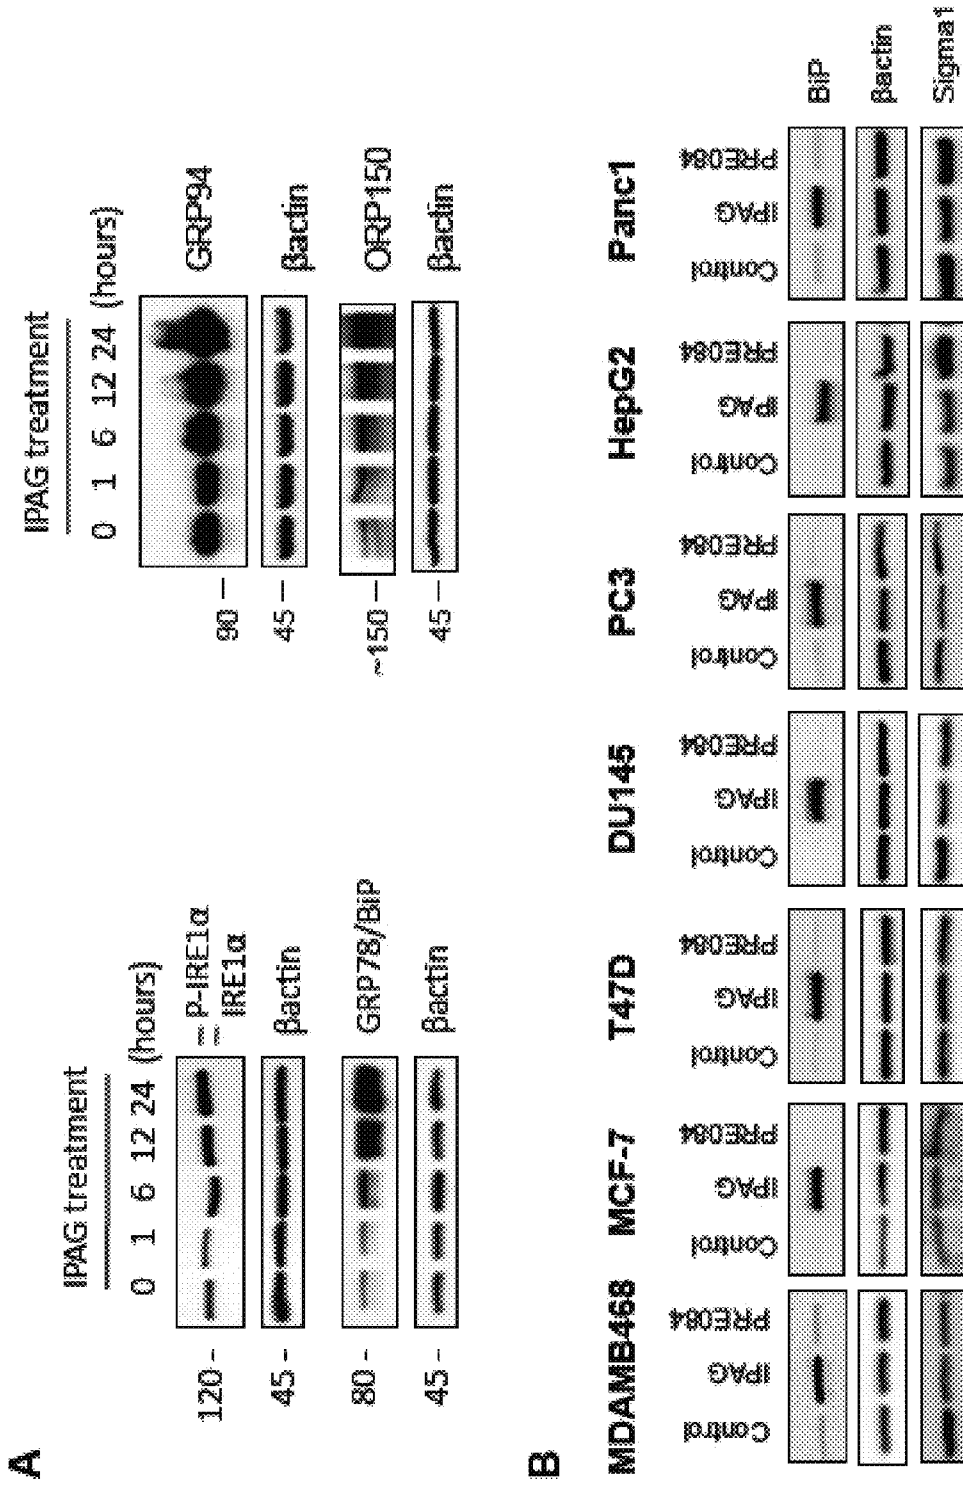 A
IPAG treatment
0 1 6 12 24 (hours)
120 -
= P-IRE1α
IRE1α
45 -
βactin
80 -
GRP78/BiP
45 -
βactin
IPAG treatment
0 1 6 12 24 (hours)
90 —
GRP94
45 —
βactin
~150 —
ORP150
45 —
βactin
B
MDAMB468 MCF-7 T47D DU145 PC3 HepG2 Panc1
Control IPAG PRE084 Control IPAG PRE084 Control IPAG PRE084 Control IPAG PRE084 Control IPAG PRE084 Control IPAG PRE084 Control IPAG PRE084
BiP
βactin
Sigma1